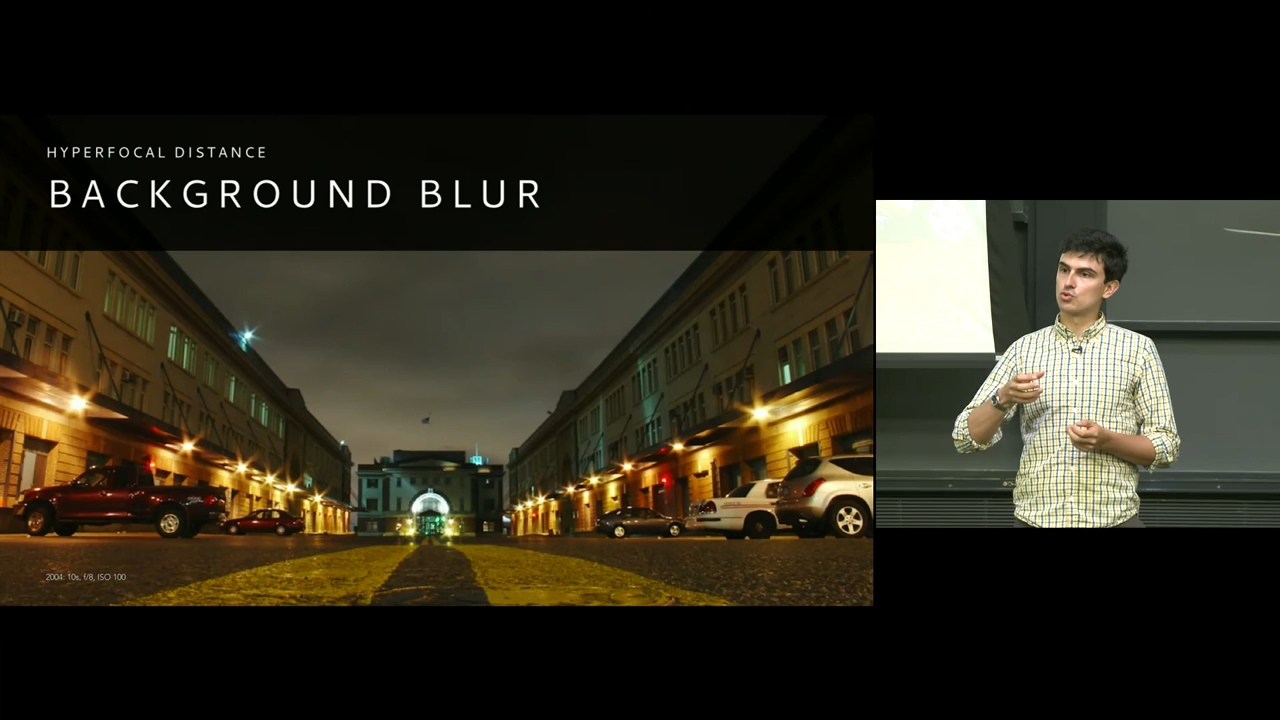 HYPERFOCAL DISTANCE
BACKGROUND BLUR
2004: 10s, f/8, ISO 100